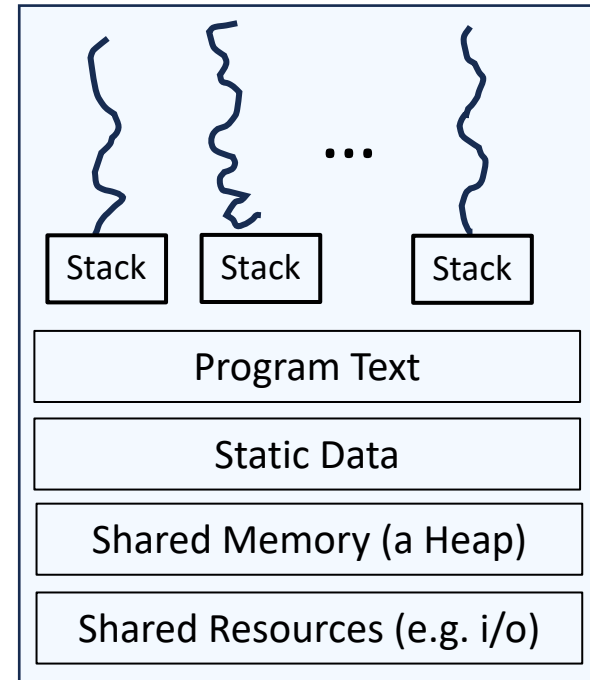 ...
Stack Stack Stack
Program Text
Static Data
Shared Memory (a Heap)
Shared Resources (e.g. i/o)